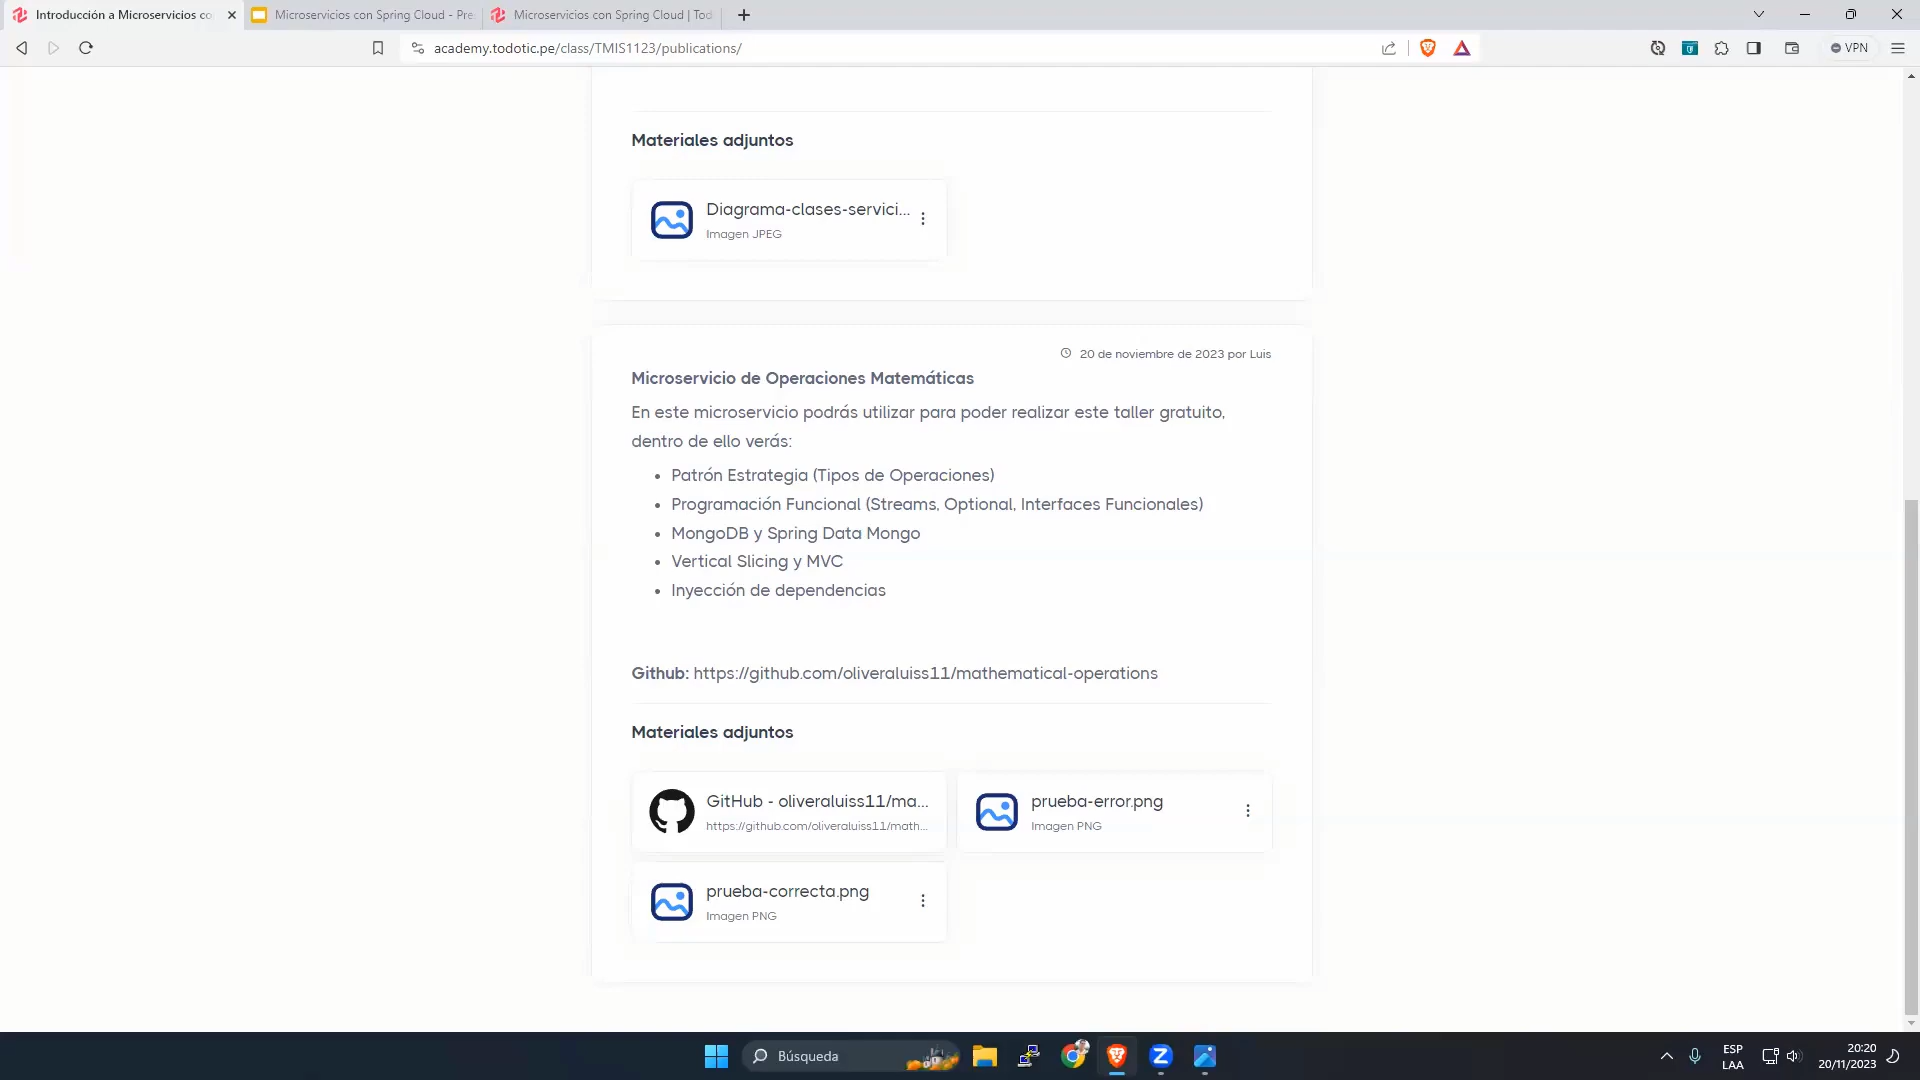 Introducción a Microservicios co
Microservicios con Spring Cloud - Pre
Microservicios con Spring Cloud | Tod
academy.todotic.pe/class/TMIS1123/publications/
VPN
Materiales adjuntos
Diagrama-clases-servici...
Imagen JPEG
20 de noviembre de 2023 por Luis
Microservicio de Operaciones Matemáticas
En este microservicio podrás utilizar para poder realizar este taller gratuito,
dentro de ello verás:
• Patrón Estrategia (Tipos de Operaciones)
• Programación Funcional (Streams, Optional, Interfaces Funcionales)
• MongoDB y Spring Data Mongo
• Vertical Slicing y MVC
• Inyección de dependencias
Github: https://github.com/oliveraluiss11/mathematical-operations
Materiales adjuntos
GitHub - oliveraluiss11/ma...
https://github.com/oliveraluiss11/math...
prueba-error.png
Imagen PNG
prueba-correcta.png
Imagen PNG
Búsqueda
ESP
LAA
20:20
20/11/2023